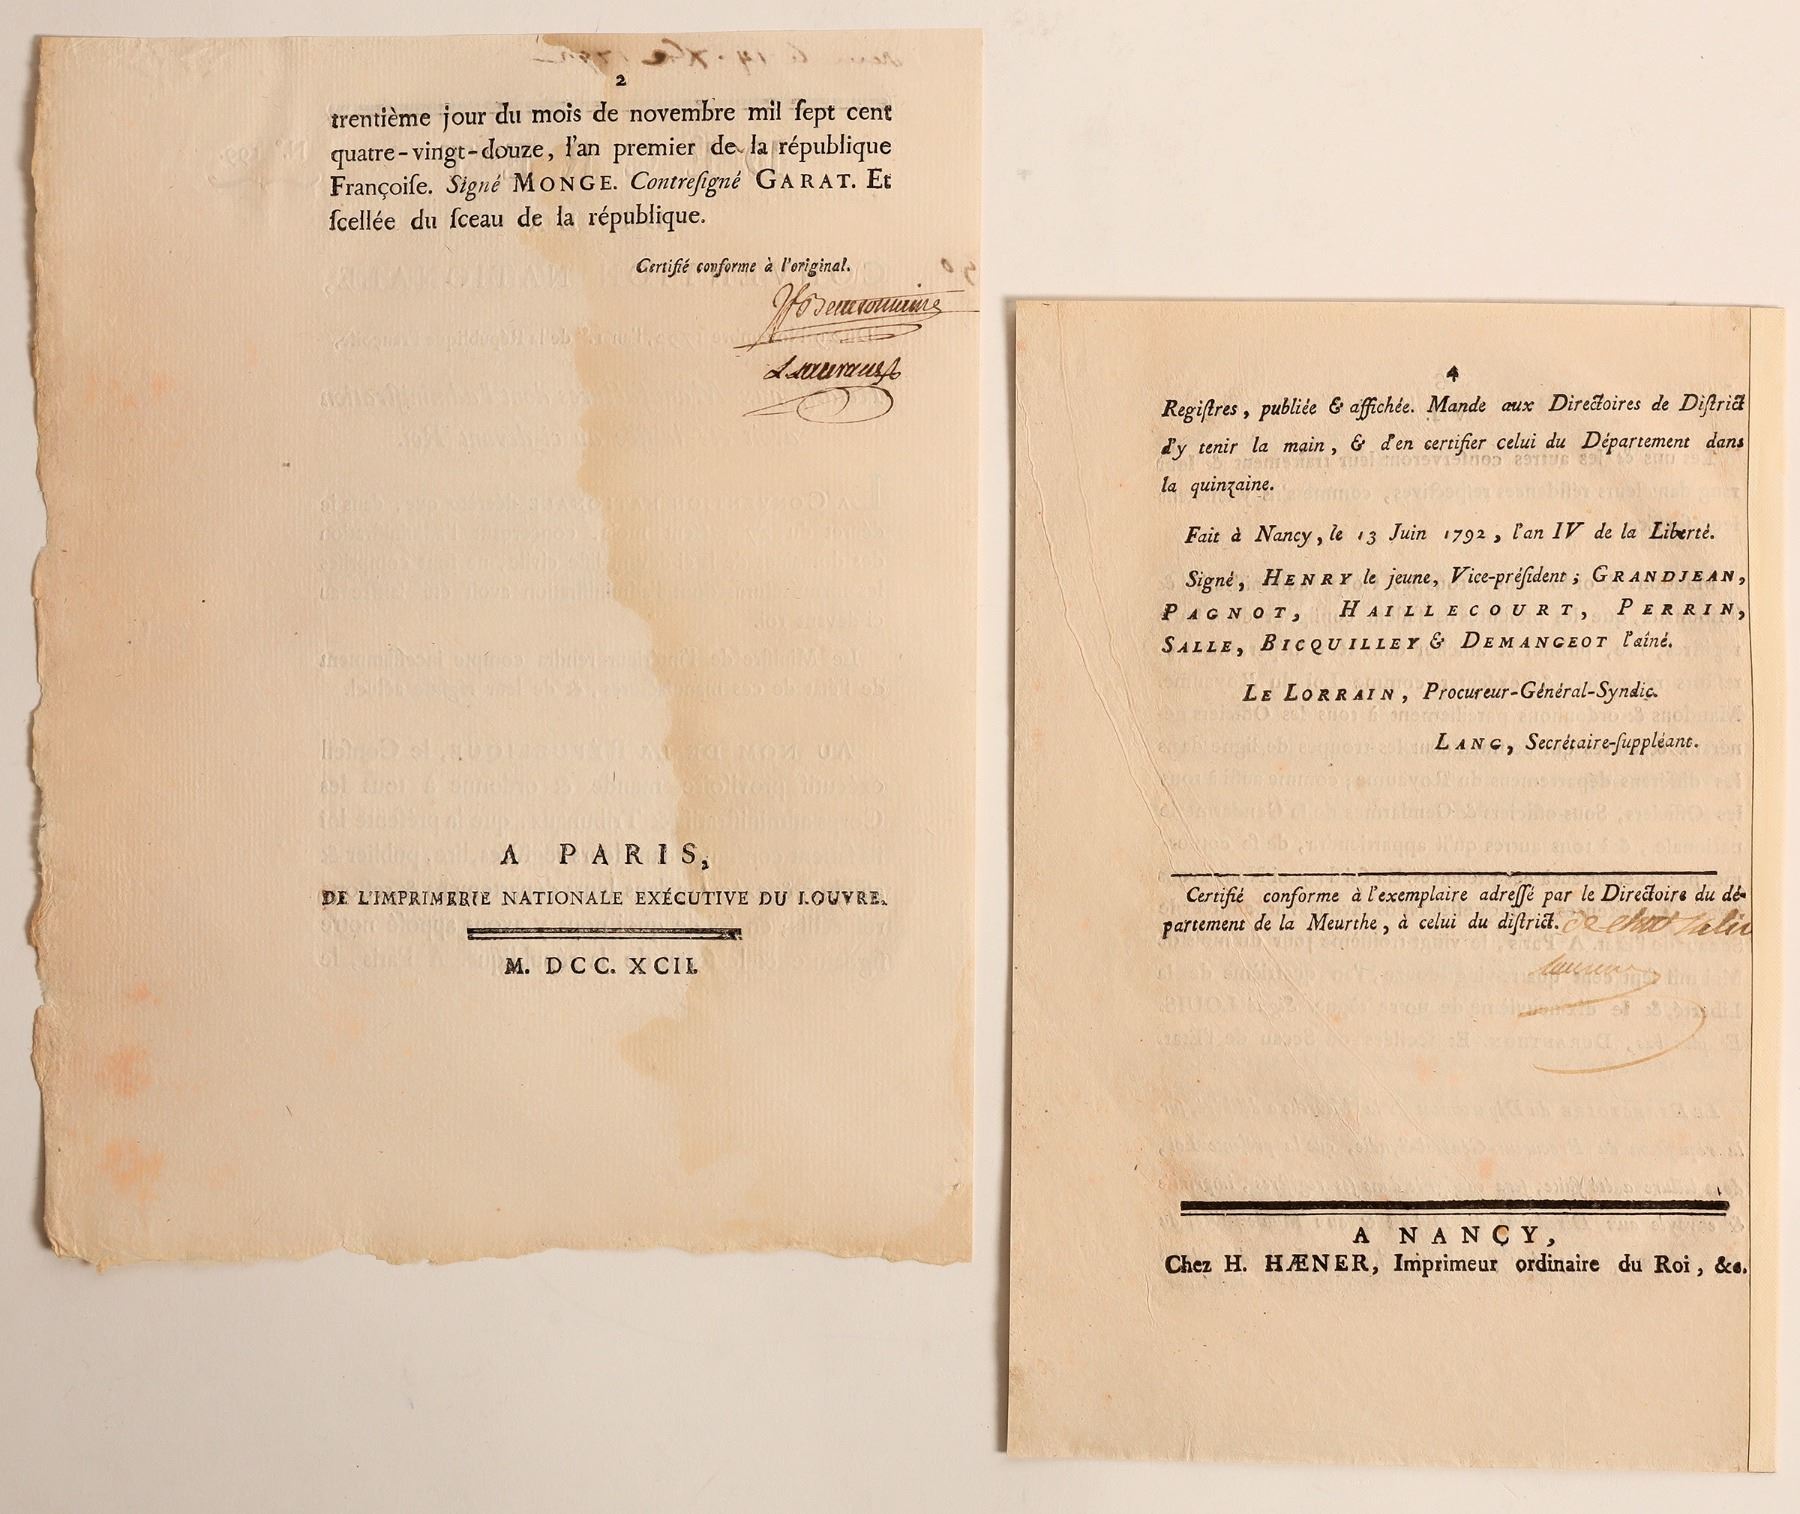 2
trentième jour du mois de novembre mil ſept cent
quatre-vingt-douze, l'an premier de la république
Françoiſe. Signé MONGE. Contreſigné GARAT. Et
ſcellée du ſceau de la république.
Certifié conforme à l'original.
A PARIS,
DE L'IMPRIMERIE NATIONALE EXÉCUTIVE DU LOUVRE.
M. DCC. XCII.
4
Regiſtres, publiée & affichée. Mande aux Directoires de Diſtrict
d'y tenir la main, & d'en certifier celui du Département dans
la quinzaine.
Fait à Nancy, le 13 Juin 1792, l'an IV de la Liberté.
Signé, HENRY le jeune, Vice-préſident; GRANDJEAN,
PAGNOT, HAILLECOURT, PERRIN,
SALLE, BICQUILLEY & DEMANGEOT l'aîné.
LE LORRAIN, Procureur-Général-Syndic.
LANG, Secrétaire-ſuppléant.
Certifié conforme à l'exemplaire adreſſé par le Directoire du dé-
partement de la Meurthe, à celui du diſtrict. de
A NANCY,
Chez H. HÆNER, Imprimeur ordinaire du Roi, &c.